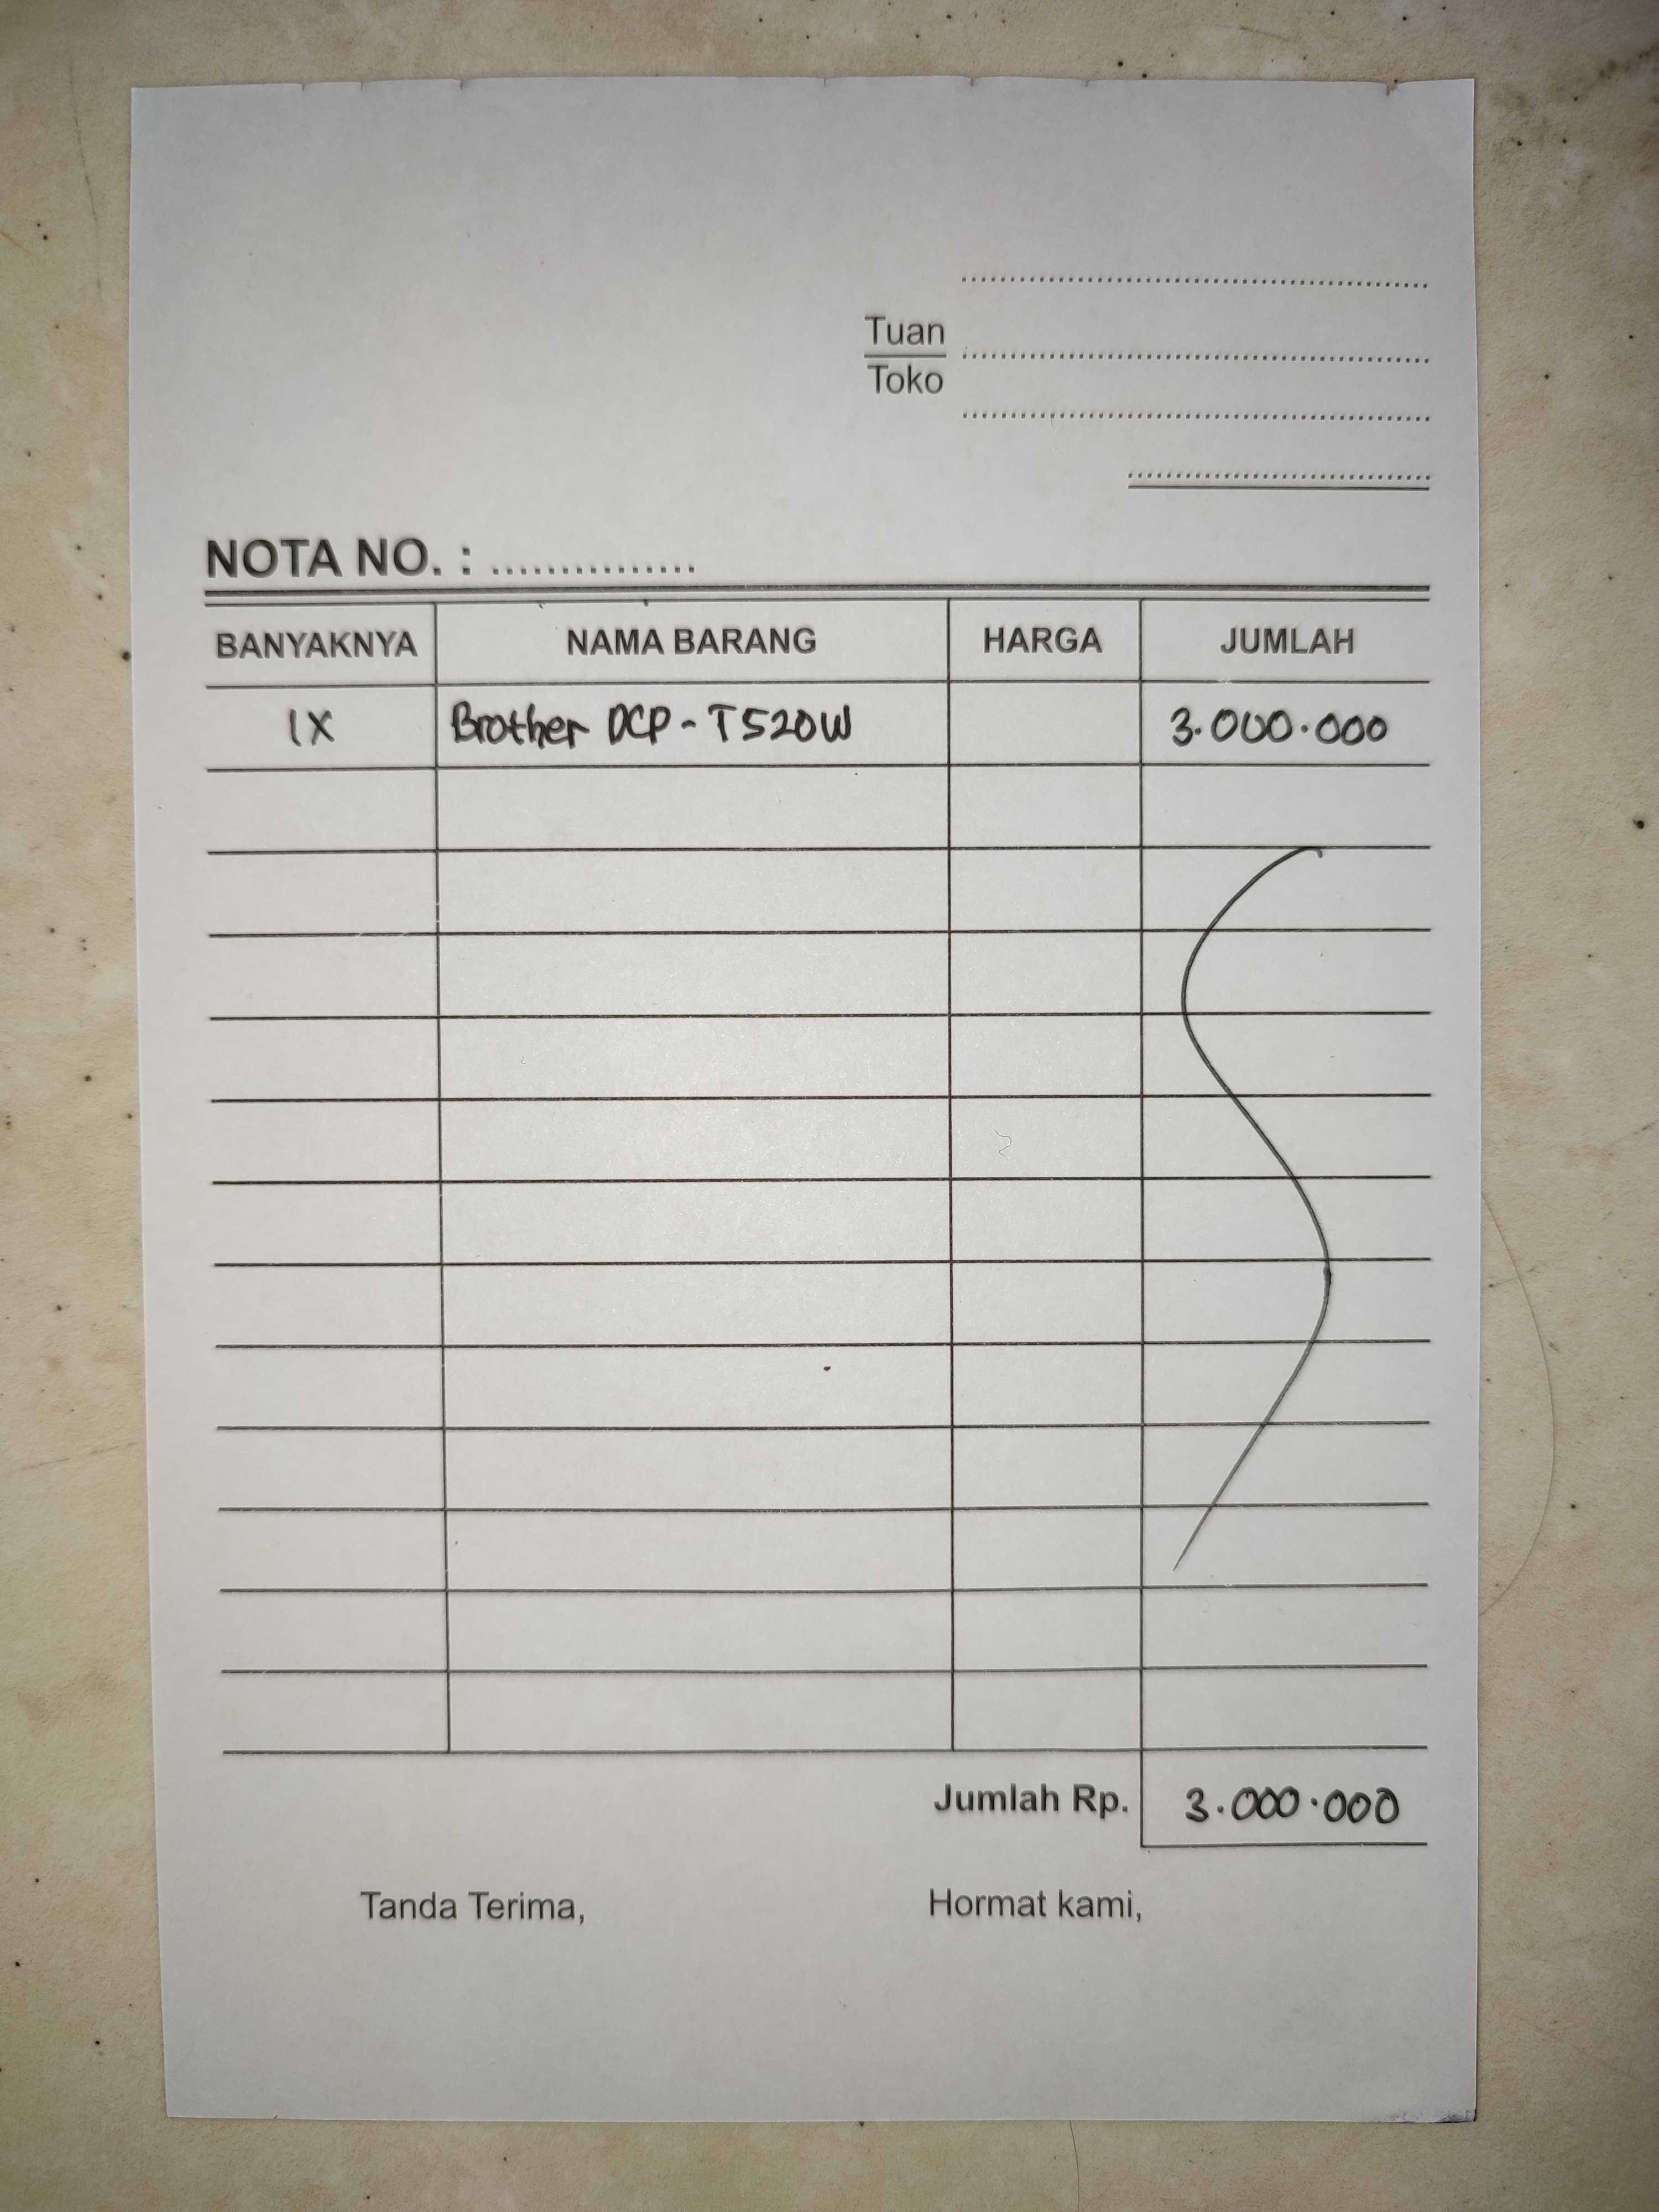 Tuan
Toko
NOTA NO. : ...............
BANYAKNYA NAMA BARANG HARGA JUMLAH
1X Brother DCP-T520W 3.000.000
Jumlah Rp. 3.000.000
Tanda Terima, Hormat kami,